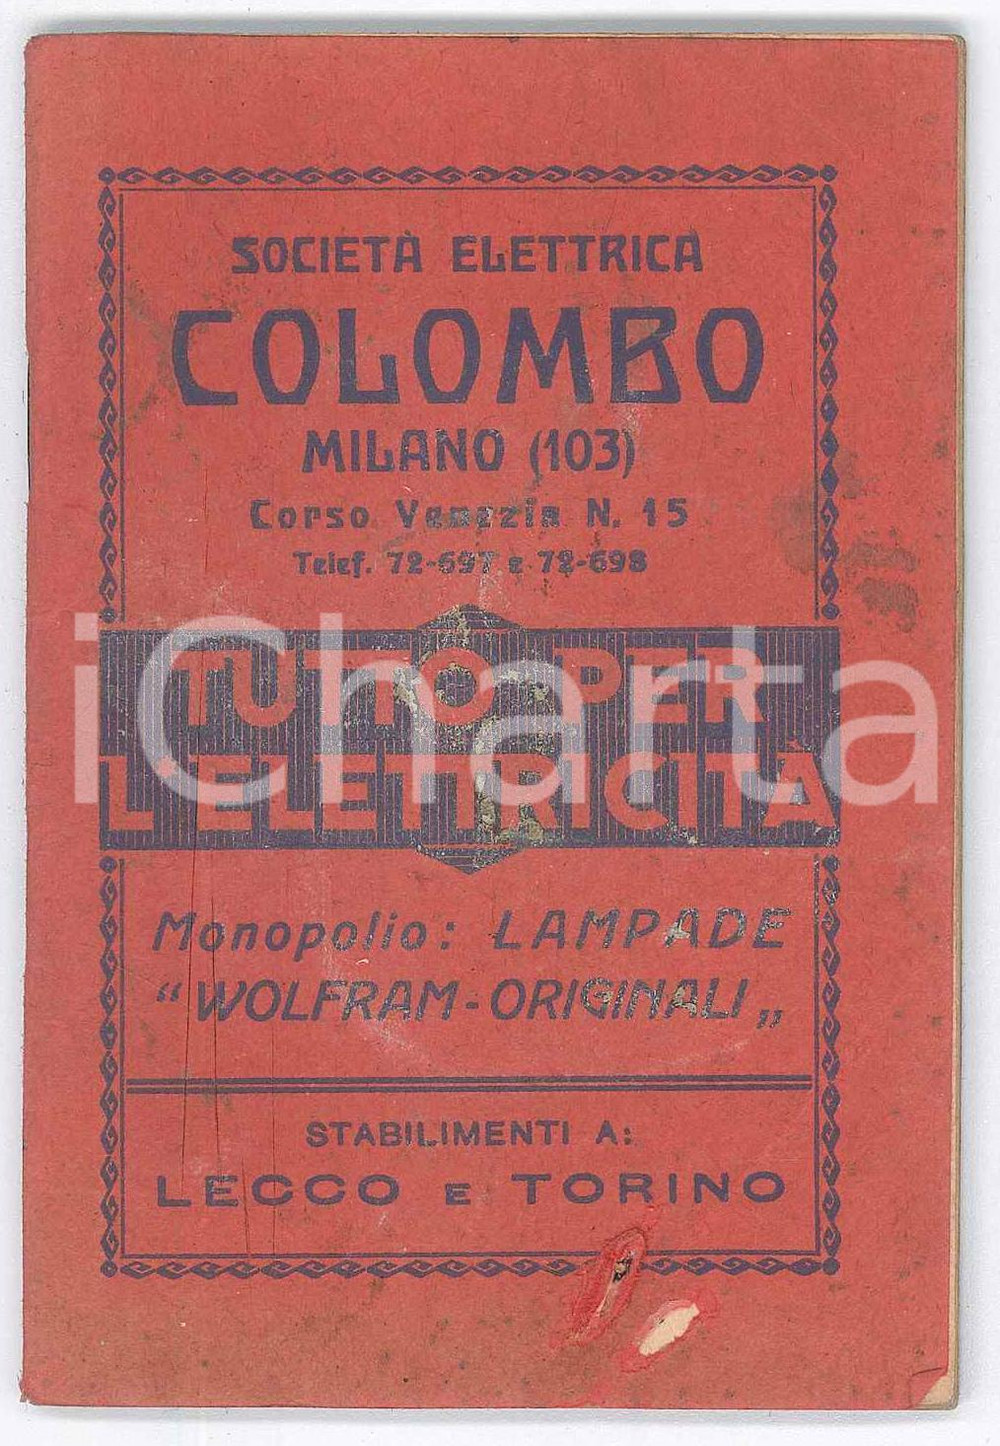 SOCIETÀ ELETTRICA
COLOMBO
MILANO (103)
Corso Venezia N. 15
Telef. 72-697 e 72-698
TUTTO PER
L'ELETTRICITÀ
iCharta
Monopolio: LAMPADE
“WOLFRAM-ORIGINALI„
STABILIMENTI A:
LECCO E TORINO